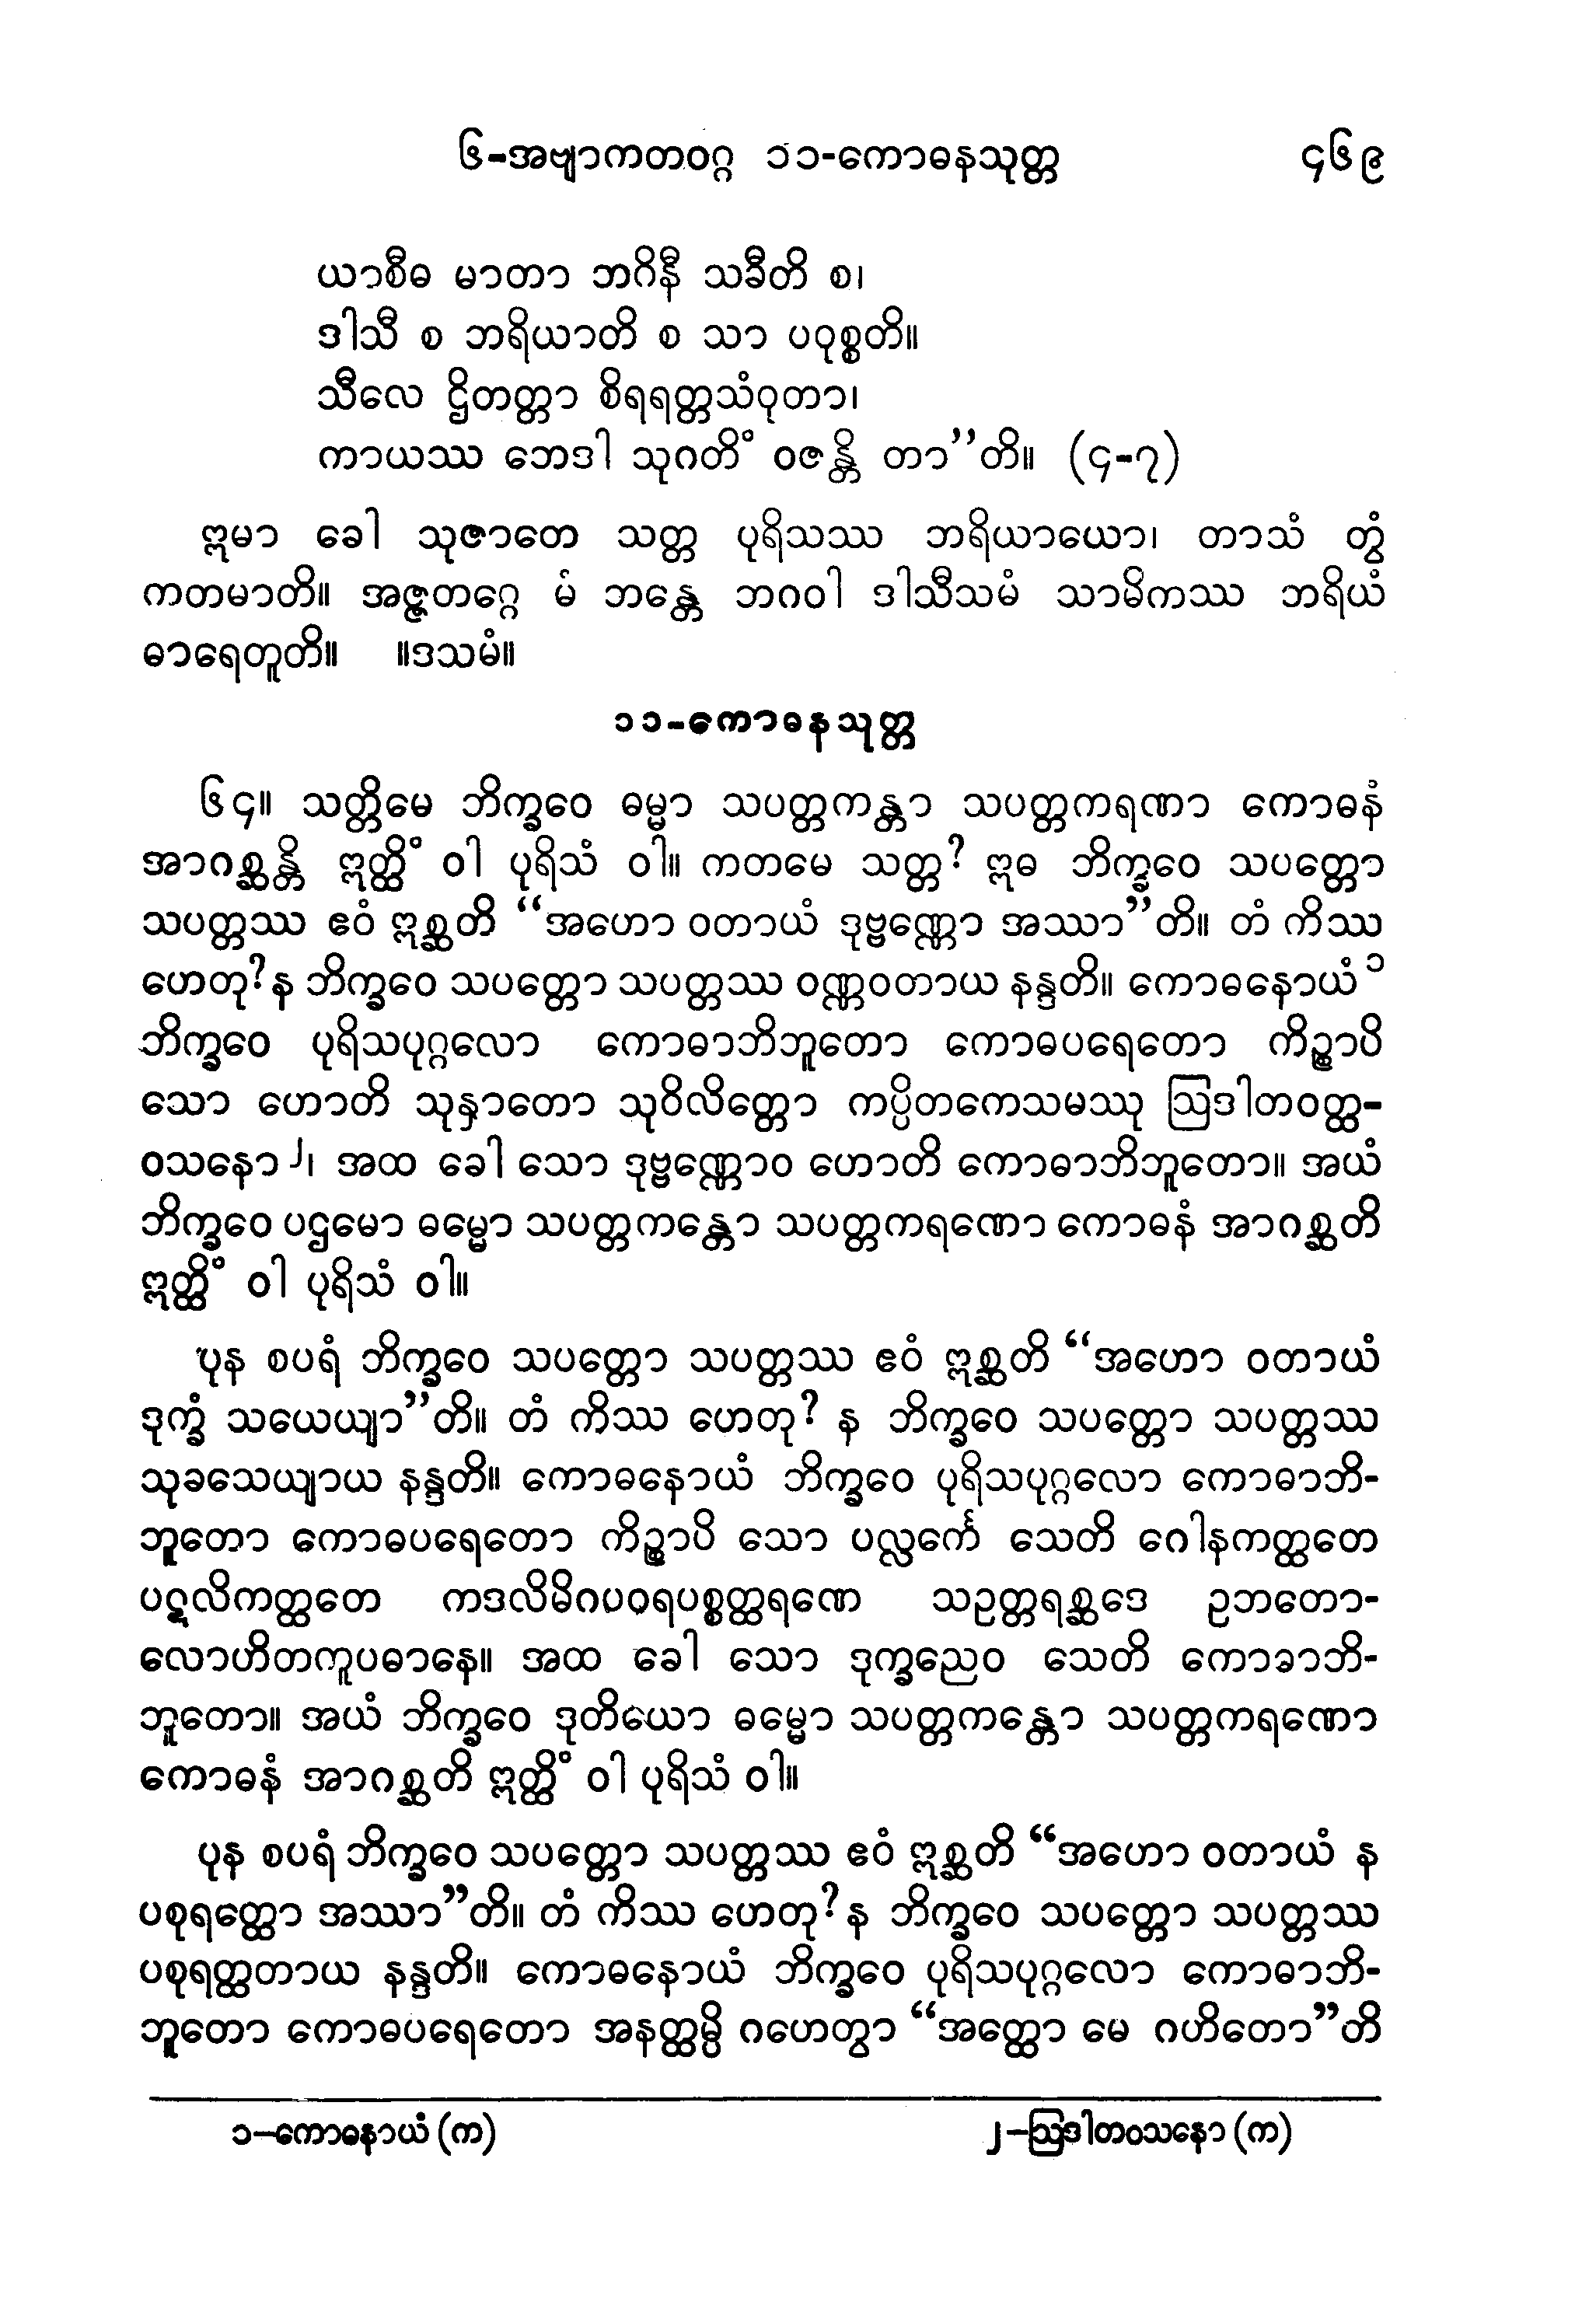 ၆-အဗျာကတဝဂ္ဂ ၁၁-ကောဓနသုတ္တ ၄၆၉
ယာစီဓ မာတာ ဘဂိနီ သခီတိ စ၊
ဒါသီ စ ဘရိယာတိ စ သာ ပဝုစ္စတိ။
သီလေ ဌိတတ္တာ စိရရတ္တသံဝုတာ၊
ကာယဿ ဘေဒါ သုဂတိံ ဝဇန္တိ တာ”တိ။ (၄-၇)
ဣမာ ခေါ သုဇာတေ သတ္တ ပုရိသဿ ဘရိယာယော၊ တာသံ တွံ
ကတမာတိ။ အဇ္ဇတဂ္ဂေ မံ ဘန္တေ ဘဂဝါ ဒါသီသမံ သာမိကဿ ဘရိယံ
ဓာရေတူတိ။ ။ဒသမံ။
၁၁-ကောဓနသုတ္တ
၆၄။ သတ္တိမေ ဘိက္ခဝေ ဓမ္မာ သပတ္တကန္တာ သပတ္တကရဏာ ကောဓနံ
အာဂစ္ဆန္တိ ဣတ္ထိံ ဝါ ပုရိသံ ဝါ။ ကတမေ သတ္တ? ဣဓ ဘိက္ခဝေ သပတ္တော
သပတ္တဿ ဧဝံ ဣစ္ဆတိ “အဟော ဝတာယံ ဒုဗ္ဗဏ္ဏော အဿာ”တိ။ တံ ကိဿ
ဟေတု? န ဘိက္ခဝေ သပတ္တော သပတ္တဿ ဝဏ္ဏဝတာယ နန္ဒတိ။ ကောဓနောယံ ၁
ဘိက္ခဝေ ပုရိသပုဂ္ဂလော ကောဓာဘိဘူတော ကောဓပရေတော ကိဉ္စာပိ
သော ဟောတိ သုနှာတော သုဝိလိတ္တော ကပ္ပိတကေသမဿု ဩဒါတဝတ္ထ-
ဝသနော ၂၊ အထ ခေါ သော ဒုဗ္ဗဏ္ဏောဝ ဟောတိ ကောဓာဘိဘူတော။ အယံ
ဘိက္ခဝေ ပဌမော ဓမ္မော သပတ္တကန္တော သပတ္တကရဏော ကောဓနံ အာဂစ္ဆတိ
ဣတ္ထိံ ဝါ ပုရိသံ ဝါ။
ပုန စပရံ ဘိက္ခဝေ သပတ္တော သပတ္တဿ ဧဝံ ဣစ္ဆတိ “အဟော ဝတာယံ
ဒုက္ခံ သယေယျာ”တိ။ တံ ကိဿ ဟေတု? န ဘိက္ခဝေ သပတ္တော သပတ္တဿ
သုခသေယျာယ နန္ဒတိ။ ကောဓနောယံ ဘိက္ခဝေ ပုရိသပုဂ္ဂလော ကောဓာဘိ-
ဘူတော ကောဓပရေတော ကိဉ္စာပိ သော ပလ္လင်္ကေ သေတိ ဂေါနကတ္ထတေ
ပဋလိကတ္ထတေ ကဒလိမိဂပဝရပစ္စတ္ထရဏေ သဥတ္တရစ္ဆဒေ ဥဘတော-
လောဟိတကူပဓာနေ။ အထ ခေါ သော ဒုက္ခညေဝ သေတိ ကောဓာဘိ-
ဘူတော။ အယံ ဘိက္ခဝေ ဒုတိယော ဓမ္မော သပတ္တကန္တော သပတ္တကရဏော
ကောဓနံ အာဂစ္ဆတိ ဣတ္ထိံ ဝါ ပုရိသံ ဝါ။
ပုန စပရံ ဘိက္ခဝေ သပတ္တော သပတ္တဿ ဧဝံ ဣစ္ဆတိ “အဟော ဝတာယံ န
ပစုရတ္ထော အဿာ”တိ။ တံ ကိဿ ဟေတု? န ဘိက္ခဝေ သပတ္တော သပတ္တဿ
ပစုရတ္ထတာယ နန္ဒတိ။ ကောဓနောယံ ဘိက္ခဝေ ပုရိသပုဂ္ဂလော ကောဓာဘိ-
ဘူတော ကောဓပရေတော အနတ္ထမ္ပိ ဂဟေတွာ “အတ္ထော မေ ဂဟိတော”တိ
၁-ကောဓနာယံ (က) ၂-ဩဒါတဝသနော (က)